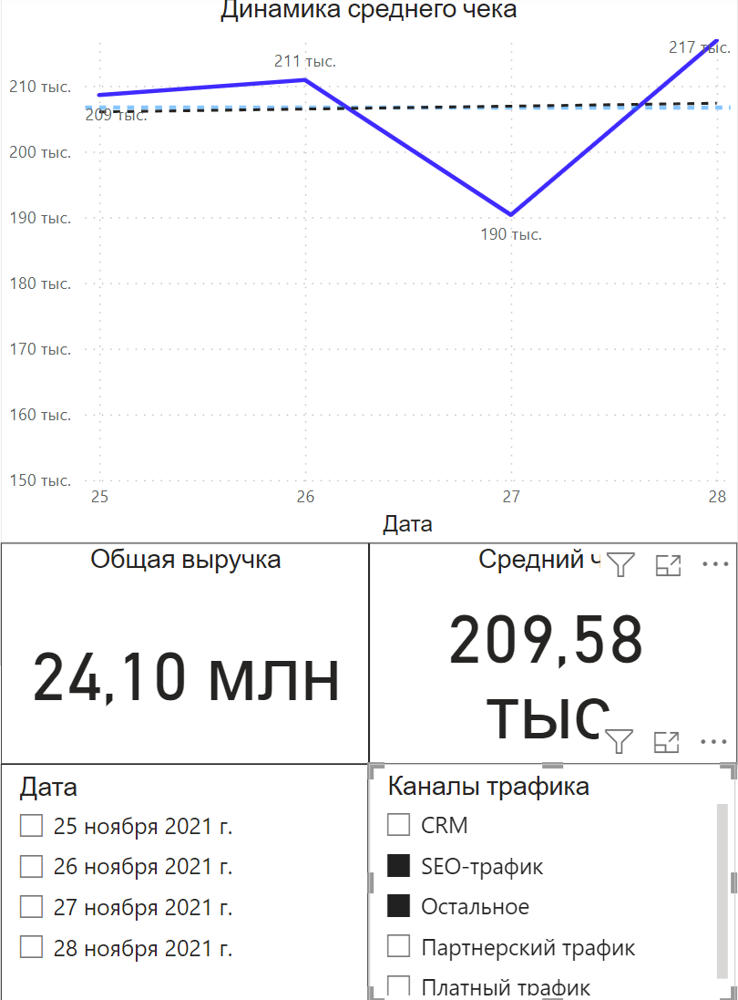 Динамика среднего чека
217 тыс.
211 тыс.
210 тыс.
209 тыс.
200 тыс.
190 тыс.
190 тыс.
180 тыс.
170 тыс.
160 тыс.
150 тыс.
25 26 27 28
Дата
Общая выручка
24,10 млн
Средний ч
209,58
тыс
Дата
25 ноября 2021 г.
26 ноября 2021 г.
27 ноября 2021 г.
28 ноября 2021 г.
Каналы трафика
CRM
SEO-трафик
Остальное
Партнерский трафик
Платный трафик